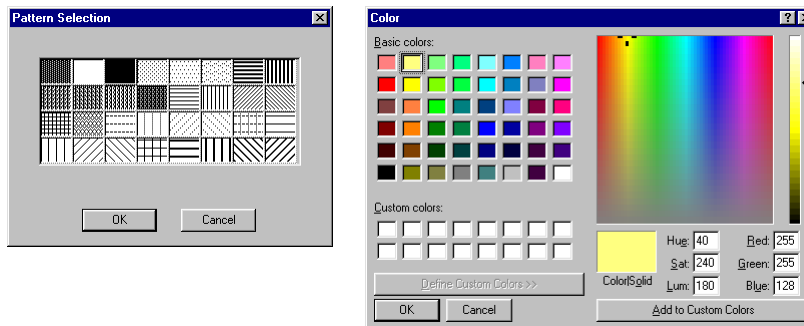 Pattern Selection
OK
Cancel
Color
Basic colors:
Custom colors:
Define Custom Colors >>
OK
Cancel
Color|Solid
Hue: 40
Sat: 240
Lum: 180
Red: 255
Green: 255
Blue: 128
Add to Custom Colors